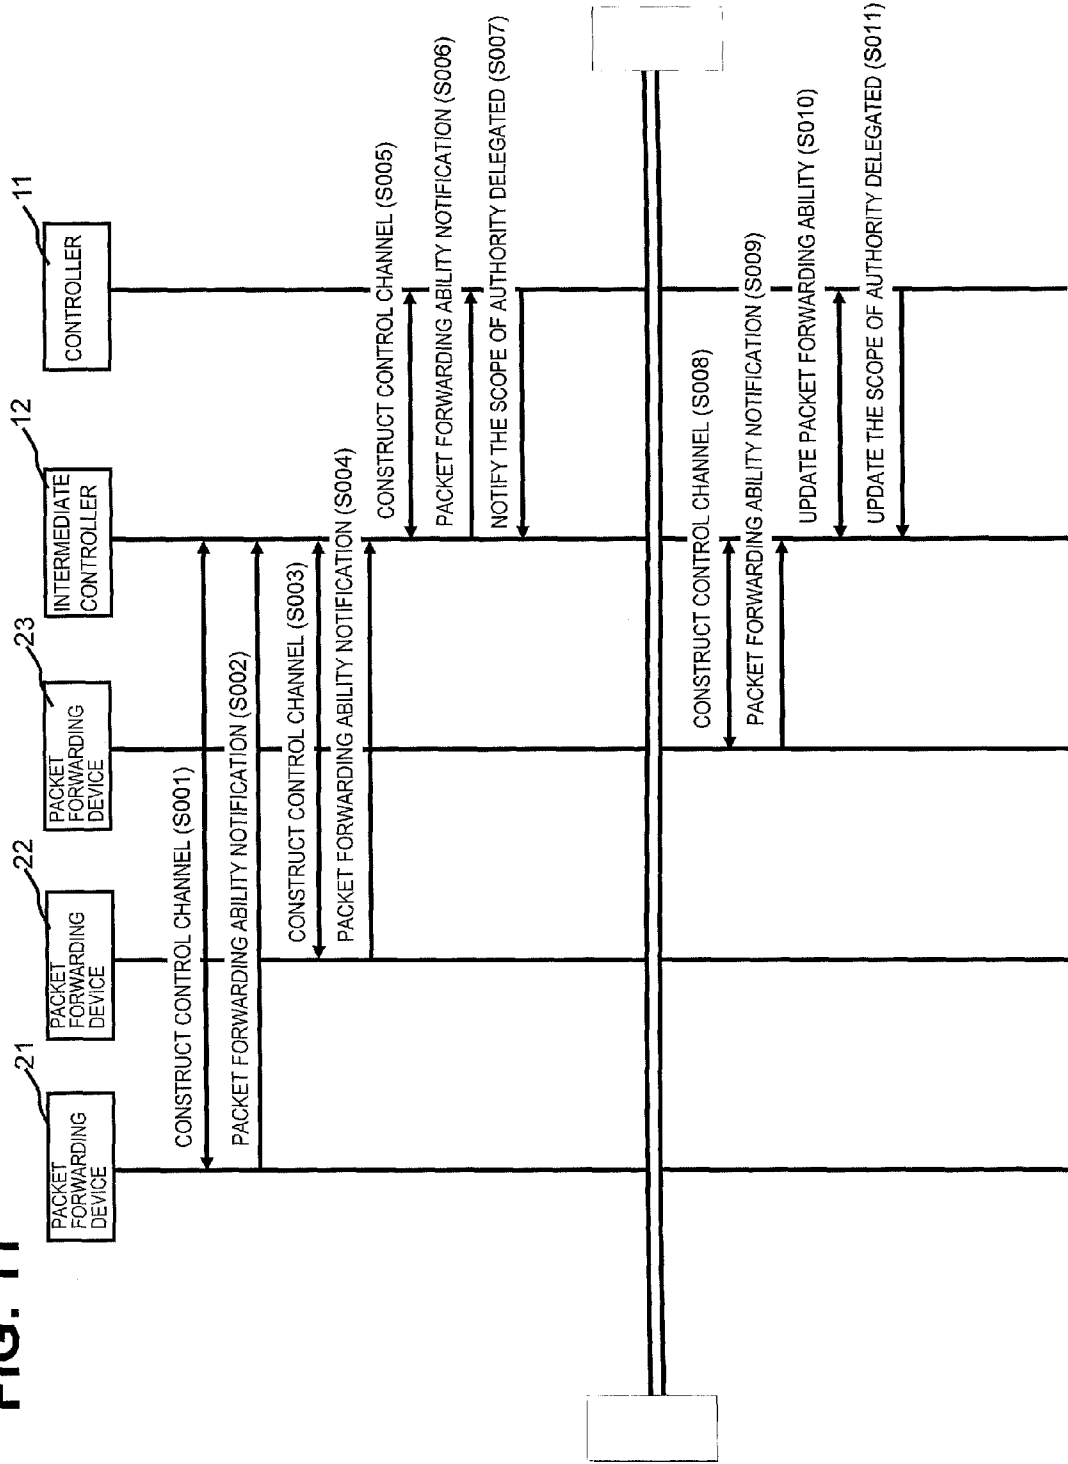 FIG. 11
PACKET
FORWARDING
DEVICE
21
PACKET
FORWARDING
DEVICE
22
PACKET
FORWARDING
DEVICE
23
INTERMEDIATE
CONTROLLER
12
CONTROLLER
11
CONSTRUCT CONTROL CHANNEL (S001)
PACKET FORWARDING ABILITY NOTIFICATION (S002)
CONSTRUCT CONTROL CHANNEL (S003)
PACKET FORWARDING ABILITY NOTIFICATION (S004)
CONSTRUCT CONTROL CHANNEL (S005)
PACKET FORWARDING ABILITY NOTIFICATION (S006)
NOTIFY THE SCOPE OF AUTHORITY DELEGATED (S007)
CONSTRUCT CONTROL CHANNEL (S008)
PACKET FORWARDING ABILITY NOTIFICATION (S009)
UPDATE PACKET FORWARDING ABILITY (S010)
UPDATE THE SCOPE OF AUTHORITY DELEGATED (S011)